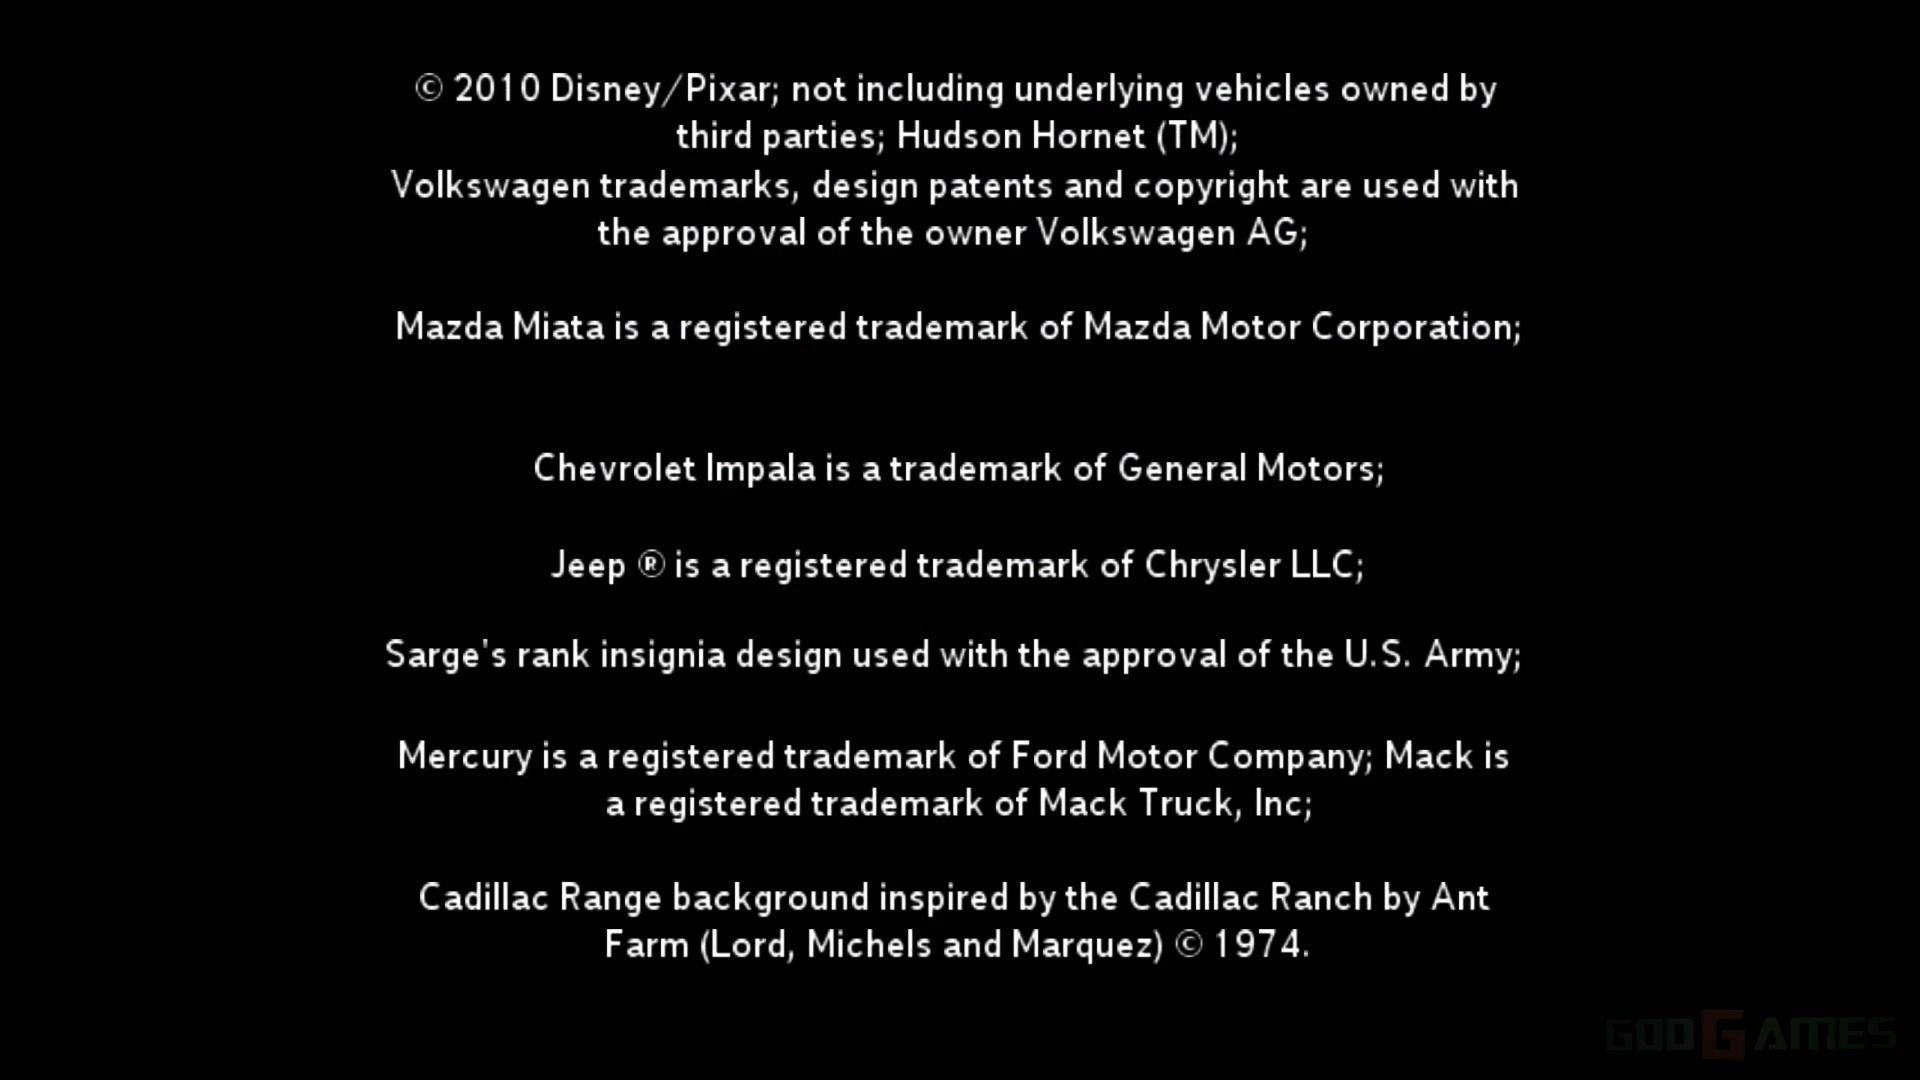 © 2010 Disney/Pixar; not including underlying vehicles owned by
third parties; Hudson Hornet (TM);
Volkswagen trademarks, design patents and copyright are used with
the approval of the owner Volkswagen AG;
Mazda Miata is a registered trademark of Mazda Motor Corporation;
Chevrolet Impala is a trademark of General Motors;
Jeep ® is a registered trademark of Chrysler LLC;
Sarge's rank insignia design used with the approval of the U.S. Army;
Mercury is a registered trademark of Ford Motor Company; Mack is
a registered trademark of Mack Truck, Inc;
Cadillac Range background inspired by the Cadillac Ranch by Ant
Farm (Lord, Michels and Marquez) © 1974.
GODGAMES